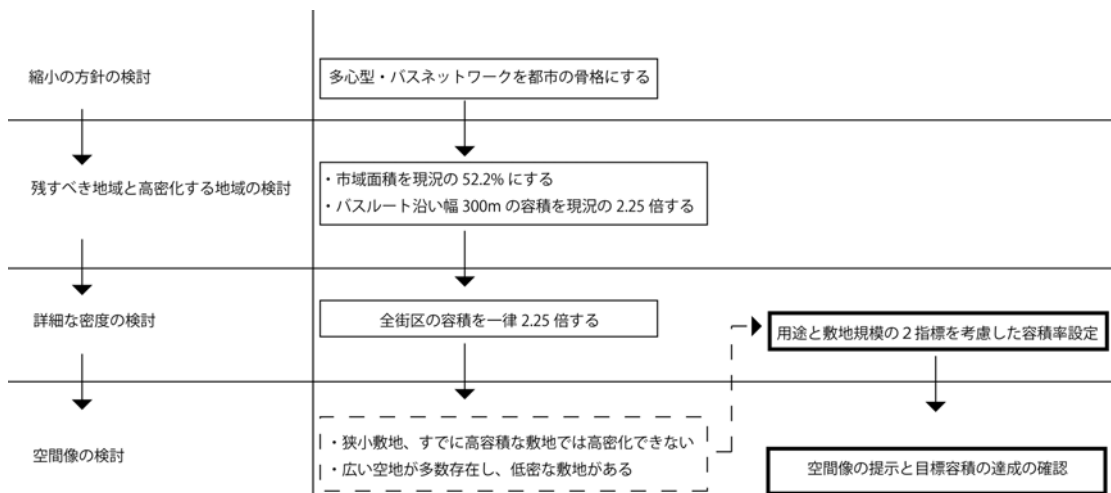 縮小の方針の検討
多心型・バスネットワークを都市の骨格にする
残すべき地域と高密化する地域の検討
・市域面積を現況の 52.2% にする
・バスルート沿い幅 300m の容積を現況の 2.25 倍する
詳細な密度の検討
全街区の容積を一律 2.25 倍する
用途と敷地規模の２指標を考慮した容積率設定
空間像の検討
・狭小敷地、すでに高容積な敷地では高密化できない
・広い空地が多数存在し、低密な敷地がある
空間像の提示と目標容積の達成の確認